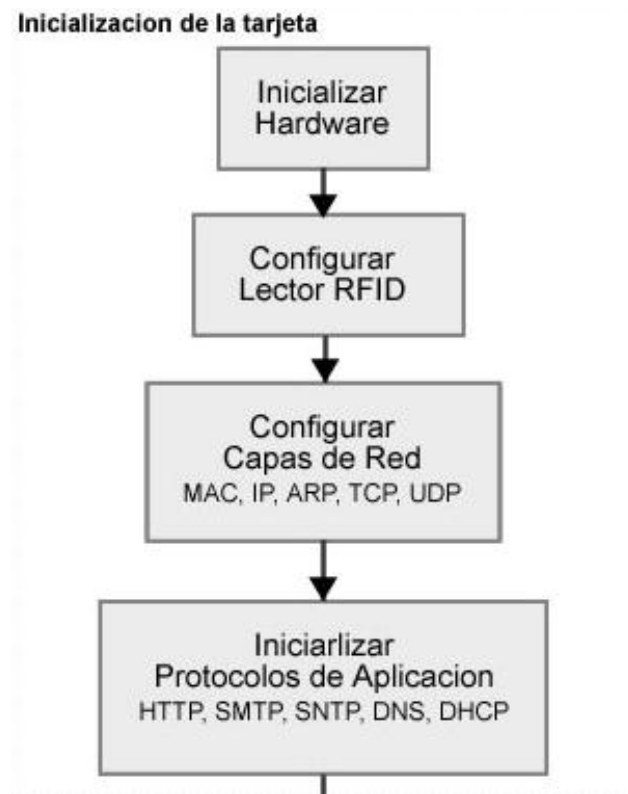 Inicializacion de la tarjeta
Inicializar
Hardware
Configurar
Lector RFID
Configurar
Capas de Red
MAC, IP, ARP, TCP, UDP
Iniciarlizar
Protocolos de Aplicacion
HTTP, SMTP, SNTP, DNS, DHCP